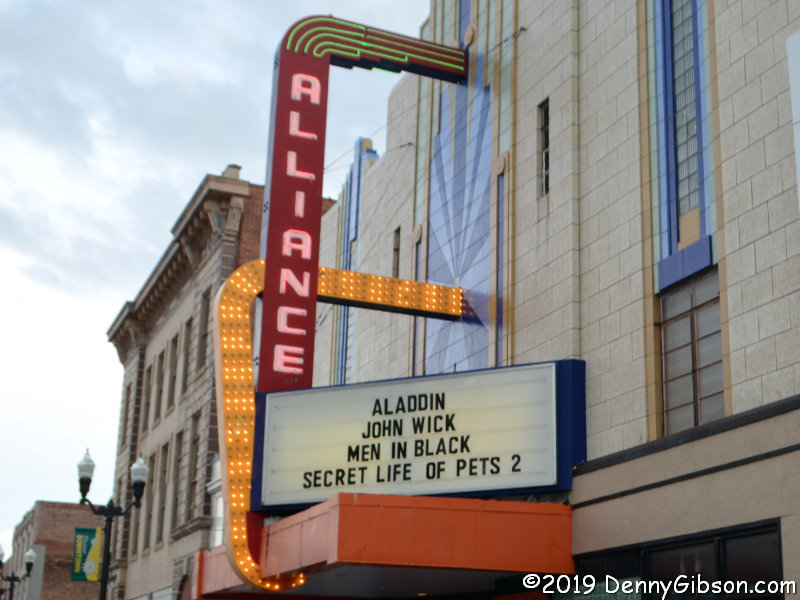 ALLIANCE
ALADDIN
JOHN WICK
MEN IN BLACK
SECRET LIFE OF PETS 2
©2019 DennyGibson.com